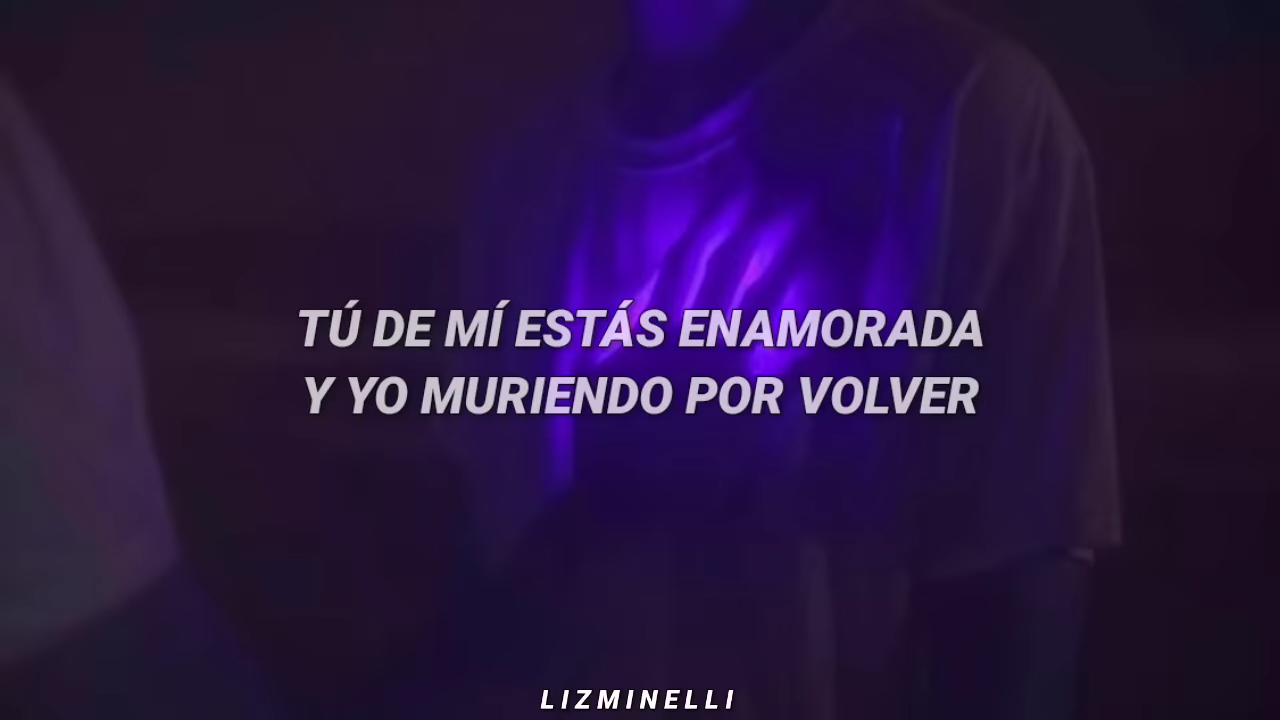 TÚ DE MÍ ESTÁS ENAMORADA
Y YO MURIENDO POR VOLVER
LIZMINELLI